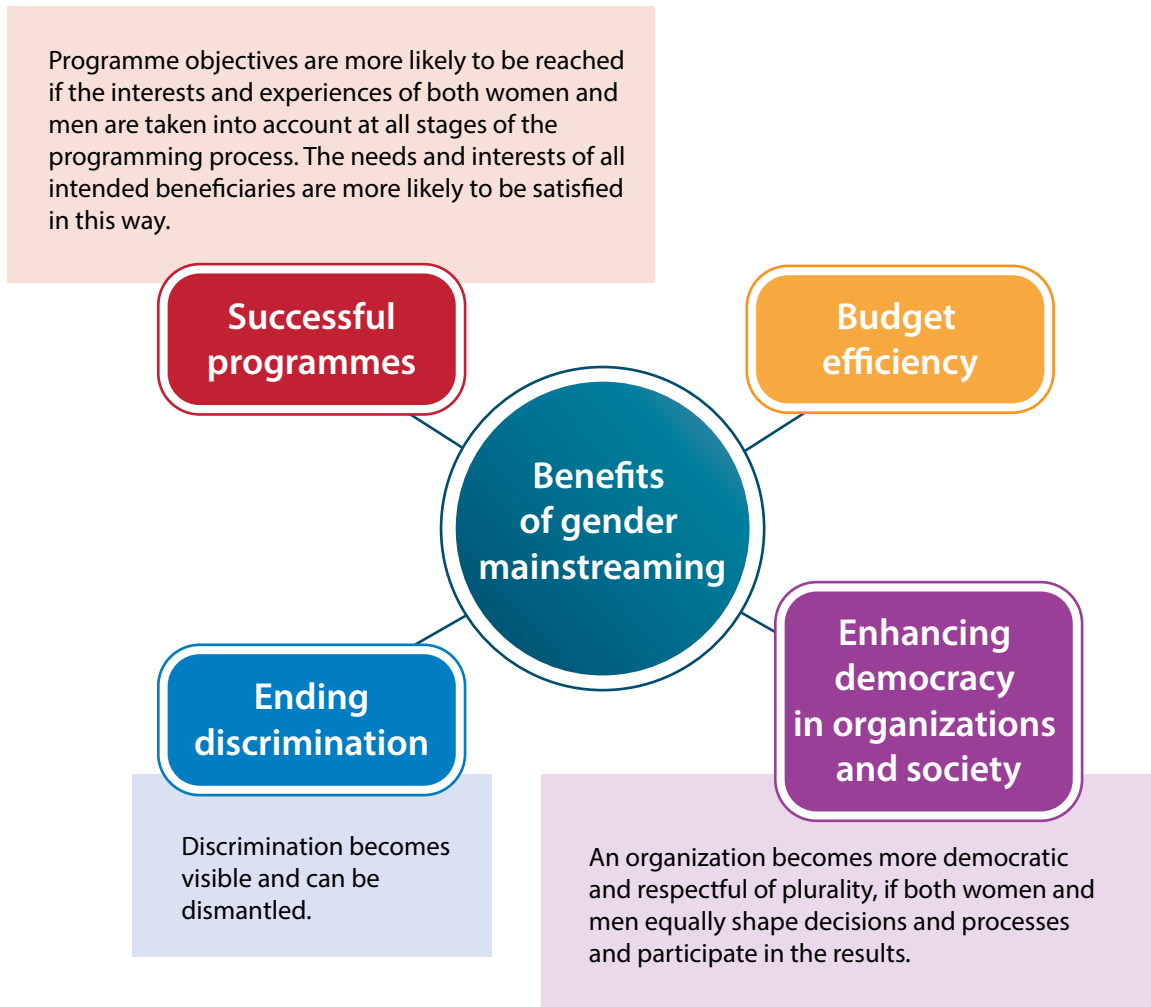 Programme objectives are more likely to be reached
if the interests and experiences of both women and
men are taken into account at all stages of the
programming process. The needs and interests of all
intended beneficiaries are more likely to be satisfied
in this way.
Successful
programmes
Budget
efficiency
Benefits
of gender
mainstreaming
Ending
discrimination
Discrimination becomes
visible and can be
dismantled.
Enhancing
democracy
in organizations
and society
An organization becomes more democratic
and respectful of plurality, if both women and
men equally shape decisions and processes
and participate in the results.